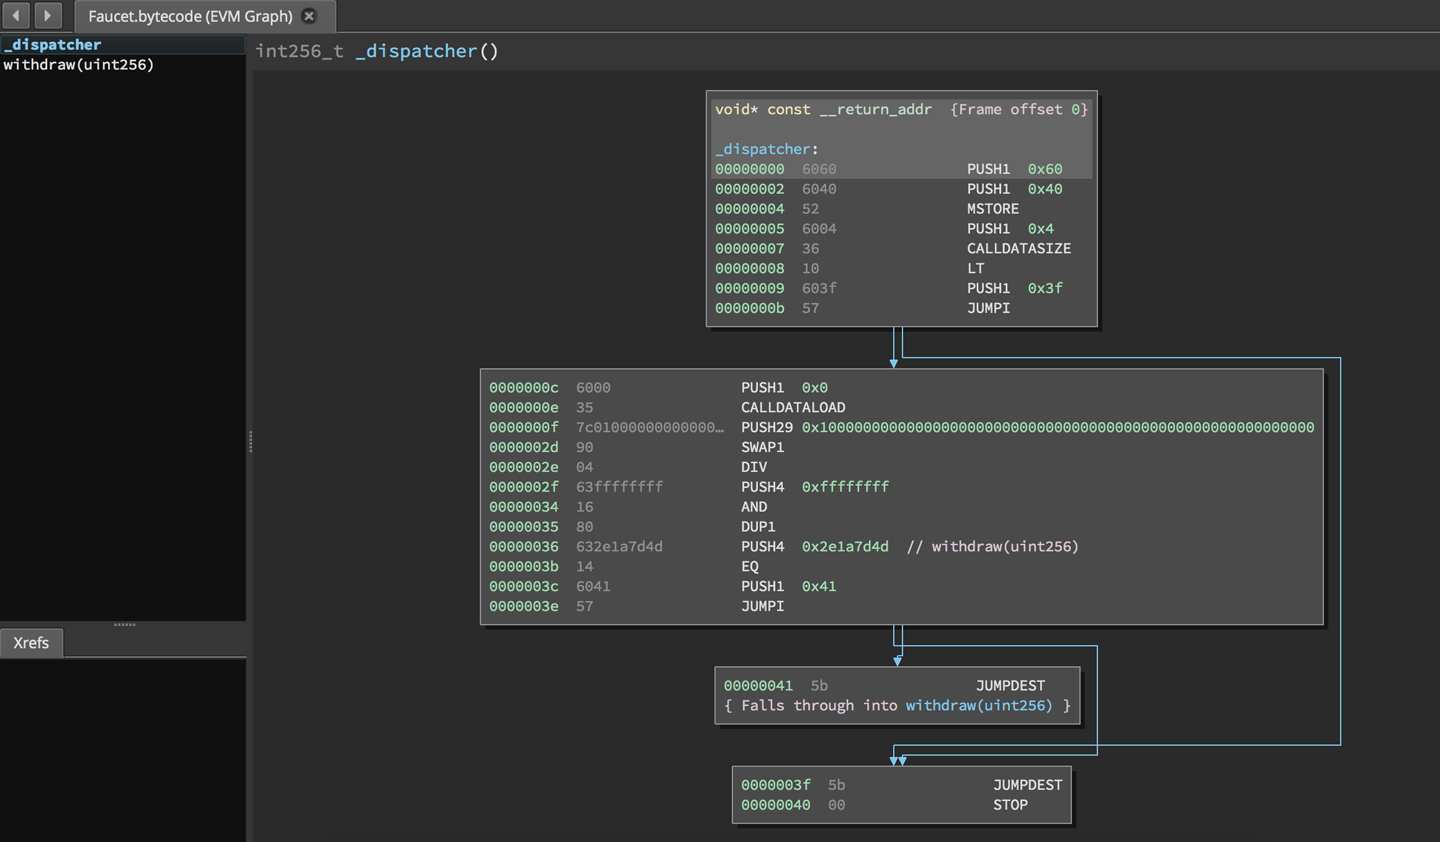 Faucet.bytecode (EVM Graph)
_dispatcher
withdraw(uint256)
Xrefs
int256_t _dispatcher()
void* const __return_addr {Frame offset 0}
_dispatcher:
00000000 6060 PUSH1 0x60
00000002 6040 PUSH1 0x40
00000004 52 MSTORE
00000005 6004 PUSH1 0x4
00000007 36 CALLDATASIZE
00000008 10 LT
00000009 603f PUSH1 0x3f
0000000b 57 JUMPI
0000000c 6000 PUSH1 0x0
0000000e 35 CALLDATALOAD
0000000f 7c01000000000000… PUSH29 0x100000000000000000000000000000000000000000000000000000000
0000002d 90 SWAP1
0000002e 04 DIV
0000002f 63ffffffff PUSH4 0xffffffff
00000034 16 AND
00000035 80 DUP1
00000036 632e1a7d4d PUSH4 0x2e1a7d4d // withdraw(uint256)
0000003b 14 EQ
0000003c 6041 PUSH1 0x41
0000003e 57 JUMPI
00000041 5b JUMPDEST
{ Falls through into withdraw(uint256) }
0000003f 5b JUMPDEST
00000040 00 STOP